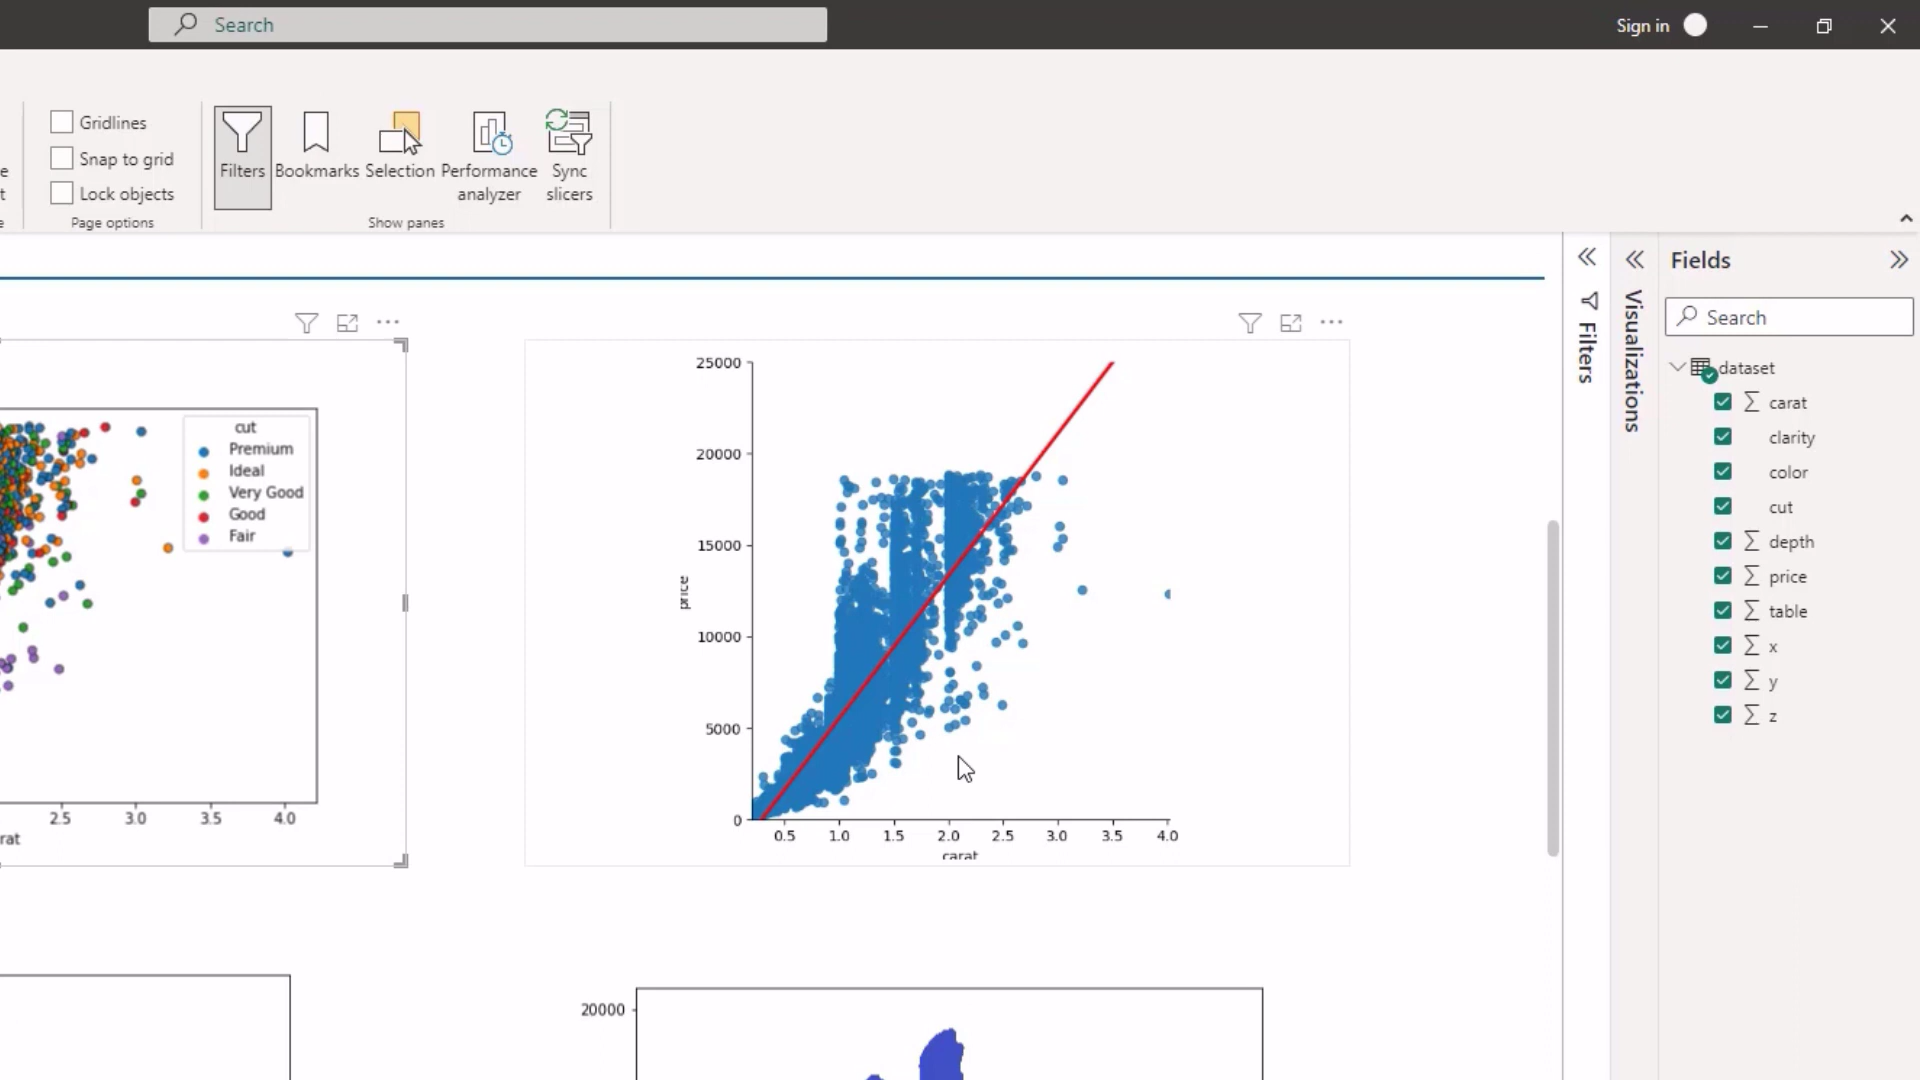 Search
Sign in
Gridlines
Snap to grid
Lock objects
Page options
e
t
e
Filters
Bookmarks
Selection
Performance
analyzer
Sync
slicers
Show panes
cut
Premium
Ideal
Very Good
Good
Fair
2.5 3.0 3.5 4.0
rat
25000
20000
15000
10000
5000
0
price
0.5 1.0 1.5 2.0 2.5 3.0 3.5 4.0
carat
20000
Filters
Visualizations
Fields
Search
dataset
carat
clarity
color
cut
depth
price
table
x
y
z